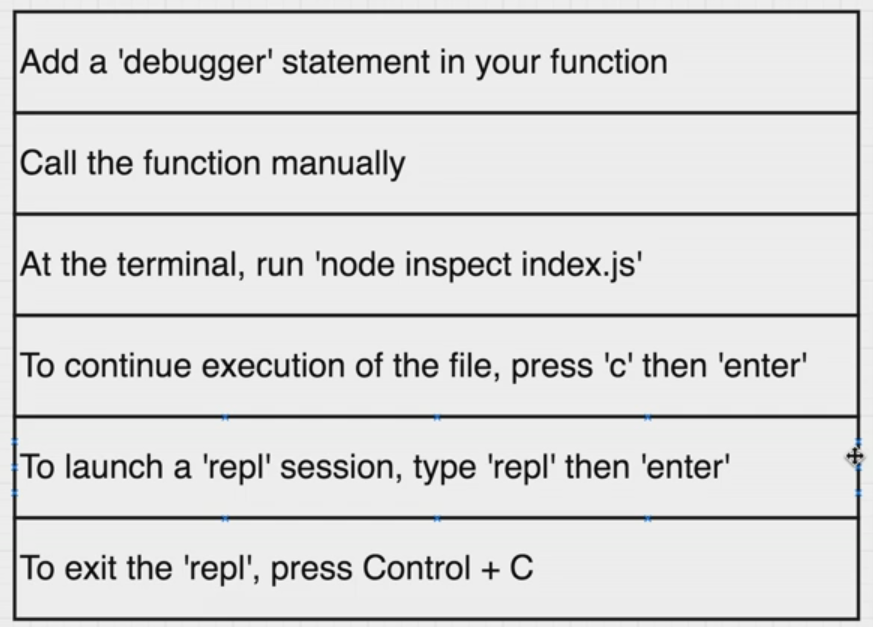 Add a 'debugger' statement in your function
Call the function manually
At the terminal, run 'node inspect index.js'
To continue execution of the file, press 'c' then 'enter'
To launch a 'repl' session, type 'repl' then 'enter'
To exit the 'repl', press Control + C